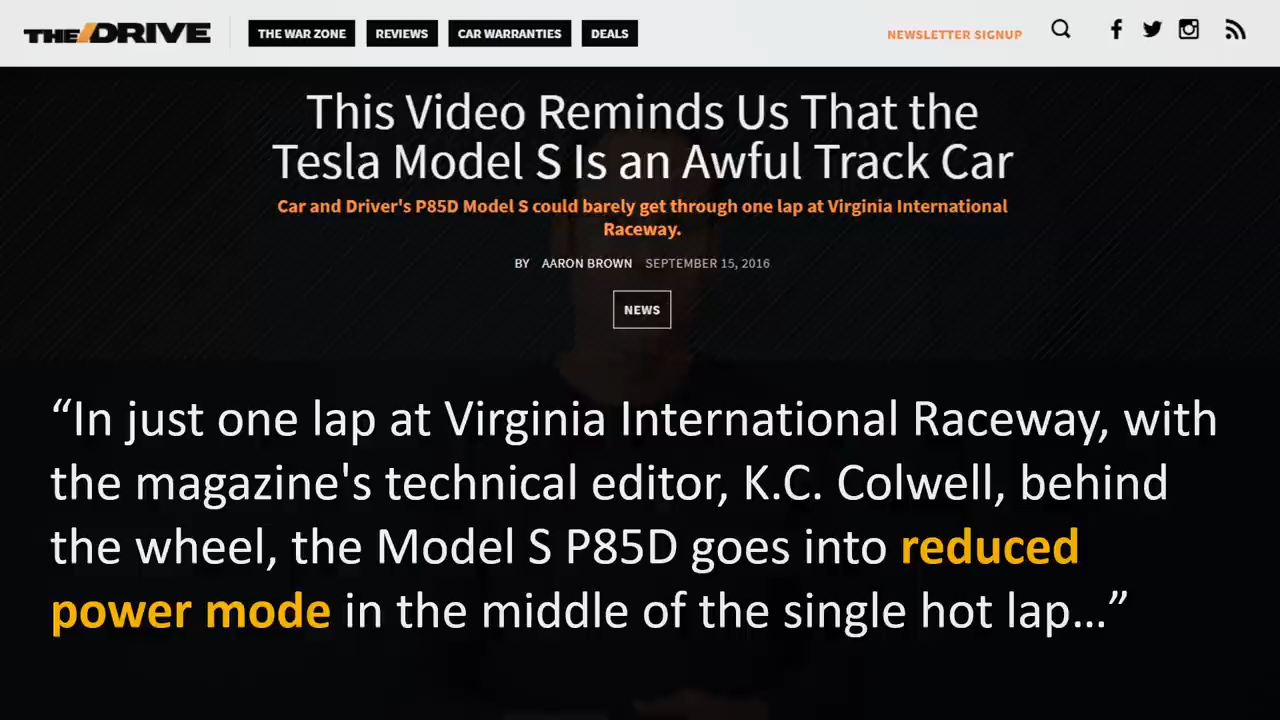 THE/DRIVE
THE WAR ZONE
REVIEWS
CAR WARRANTIES
DEALS
NEWSLETTER SIGNUP
This Video Reminds Us That the
Tesla Model S Is an Awful Track Car
Car and Driver's P85D Model S could barely get through one lap at Virginia International
Raceway.
BY AARON BROWN SEPTEMBER 15, 2016
NEWS
“In just one lap at Virginia International Raceway, with
the magazine's technical editor, K.C. Colwell, behind
the wheel, the Model S P85D goes into reduced
power mode in the middle of the single hot lap…”